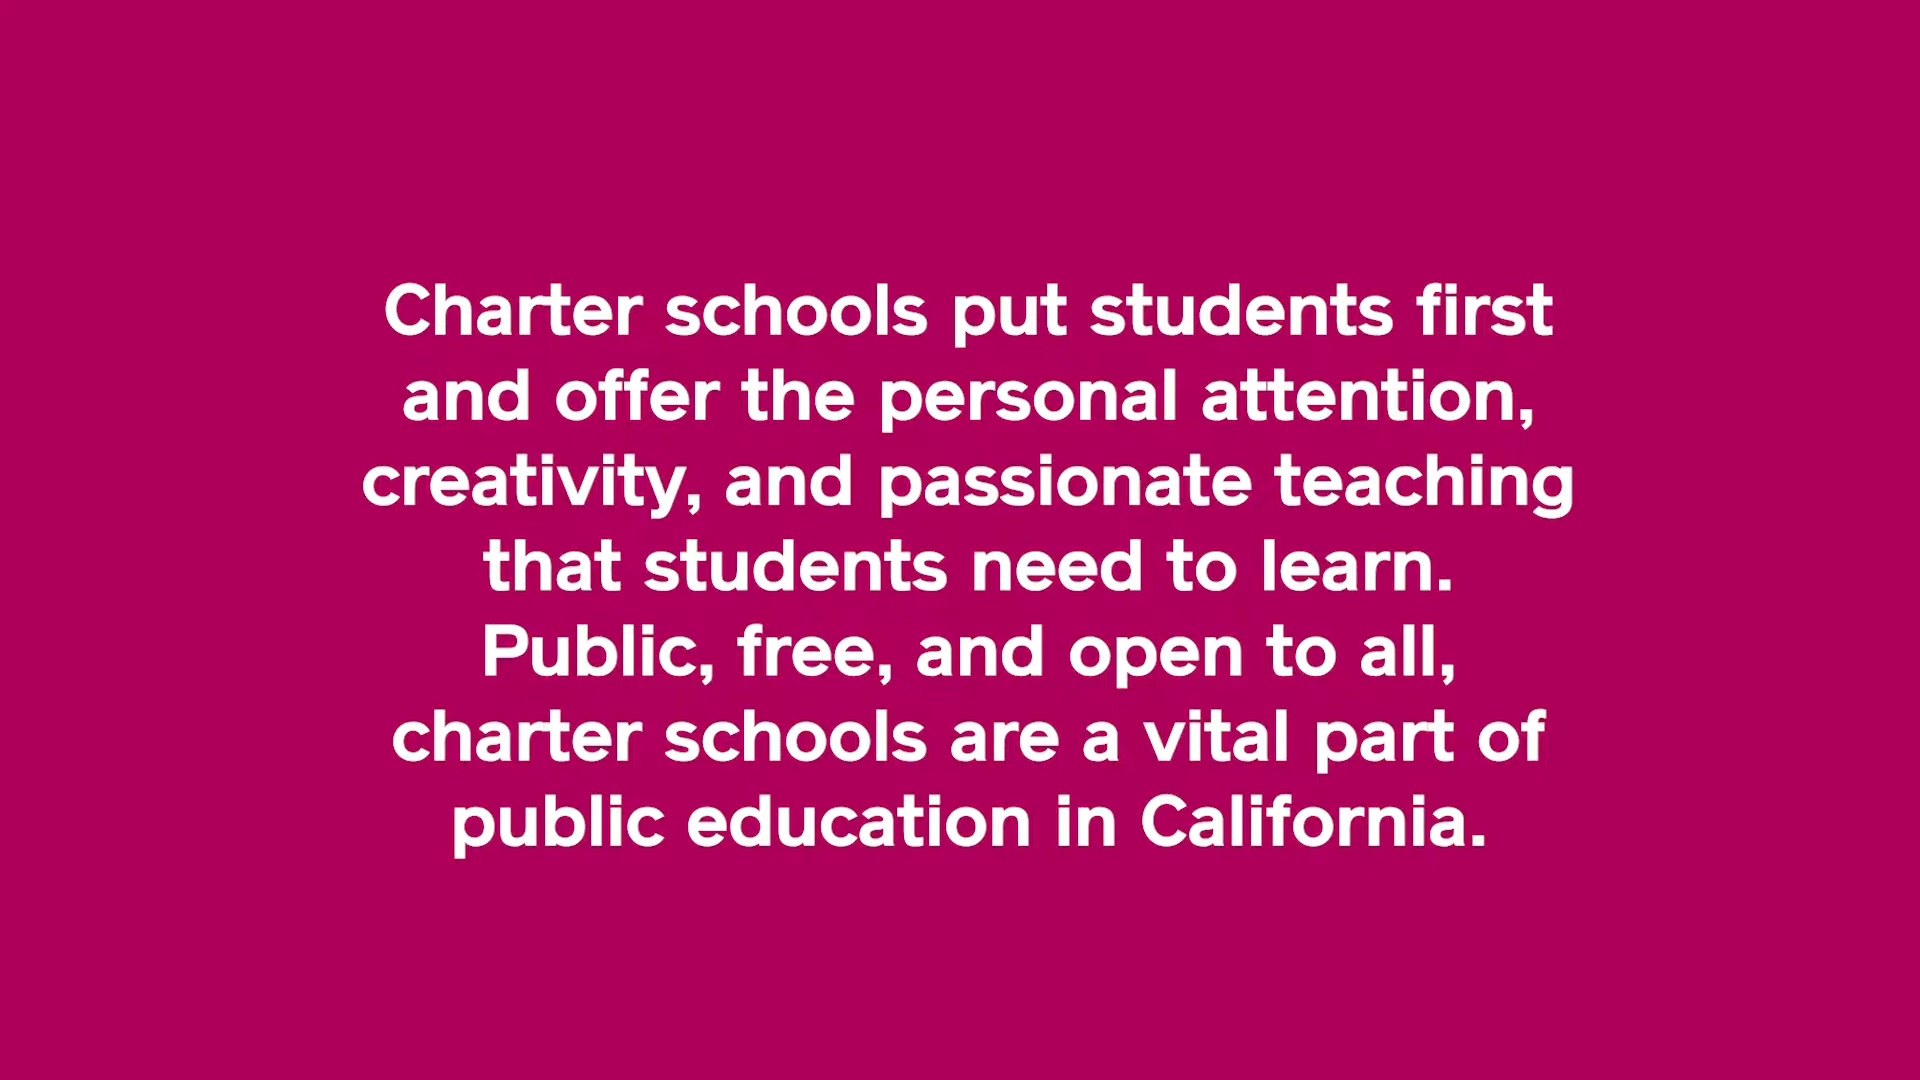 Charter schools put students first
and offer the personal attention,
creativity, and passionate teaching
that students need to learn.
Public, free, and open to all,
charter schools are a vital part of
public education in California.